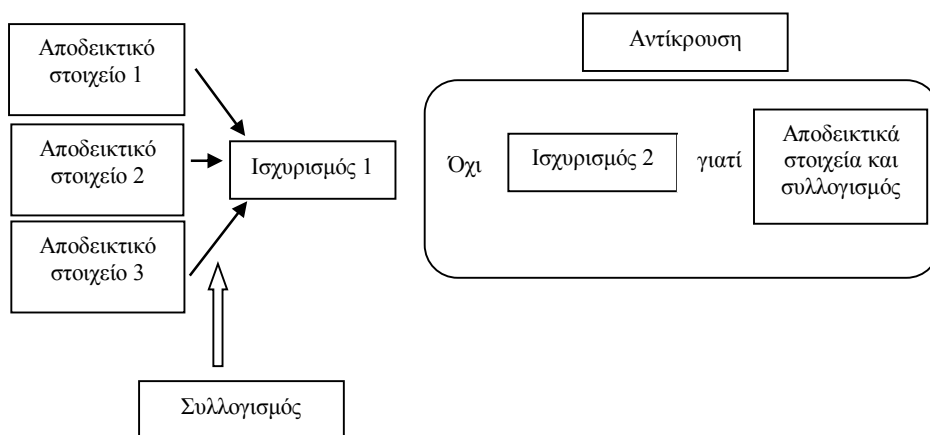 Αποδεικτικό
στοιχείο 1
Αποδεικτικό
στοιχείο 2
Αποδεικτικό
στοιχείο 3
Ισχυρισμός 1
Συλλογισμός
Αντίκρουση
Όχι
Ισχυρισμός 2
γιατί
Αποδεικτικά
στοιχεία και
συλλογισμός